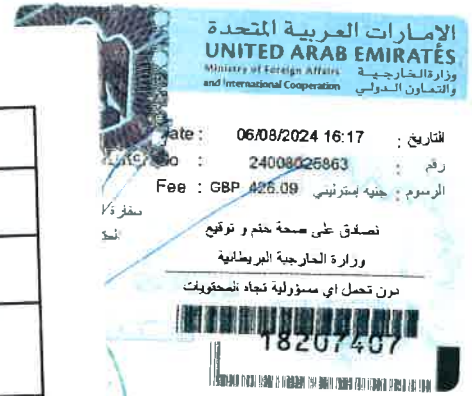 الإمارات العربية المتحدة
UNITED ARAB EMIRATES
Ministry of Foreign Affairs
and International Cooperation
وزارة الخارجية
والتعاون الدولي
ate : 06/08/2024 16:17 التاريخ :
o : 24008025863 رقم :
Fee : GBP 426.09 الرسوم : جنيه إسترليني
سفارة
نصادق على صحة ختم و توقيع
وزارة الخارجية البريطانية
دون تحمل اي مسؤولية تجاه المحتويات
18207407